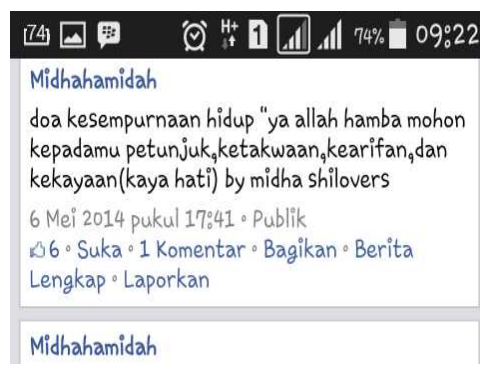 74 H+ 1 74% 09:22
Midhahamidah
doa kesempurnaan hidup "ya allah hamba mohon
kepadamu petunjuk,ketakwaan,kearifan,dan
kekayaan(kaya hati) by midha shilovers
6 Mei 2014 pukul 17:41 • Publik
6 • Suka • 1 Komentar • Bagikan • Berita
Lengkap • Laporkan
Midhahamidah